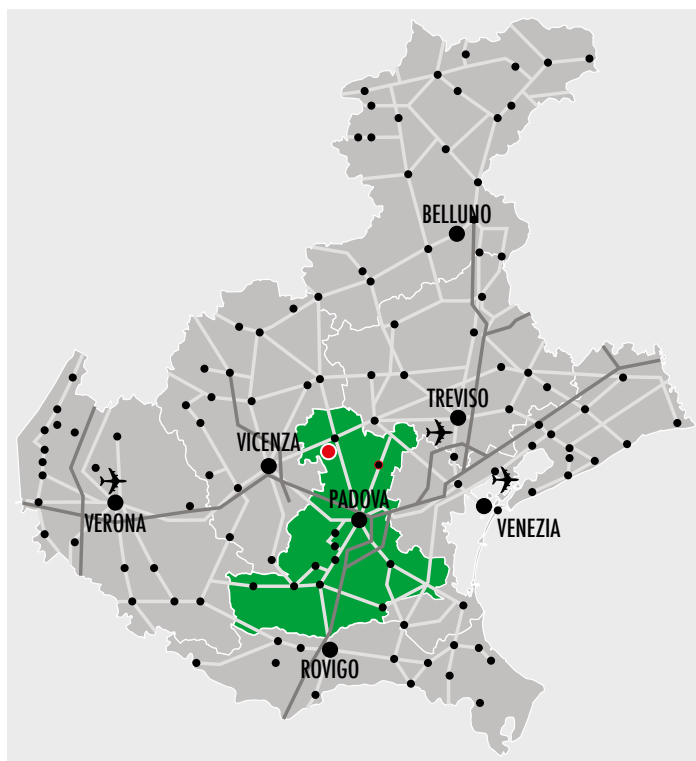 BELLUNO
TREVISO
VICENZA
PADOVA
VERONA
VENEZIA
ROVIGO